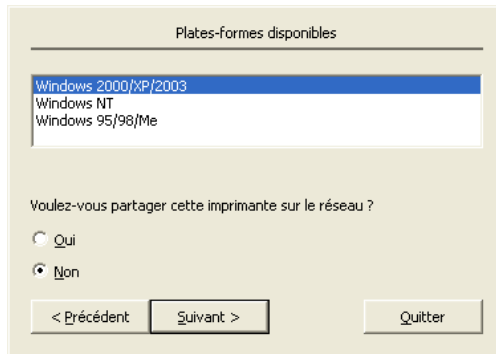 Plates-formes disponibles
Windows 2000/XP/2003
Windows NT
Windows 95/98/Me
Voulez-vous partager cette imprimante sur le réseau ?
Oui
Non
< Précédent Suivant > Quitter